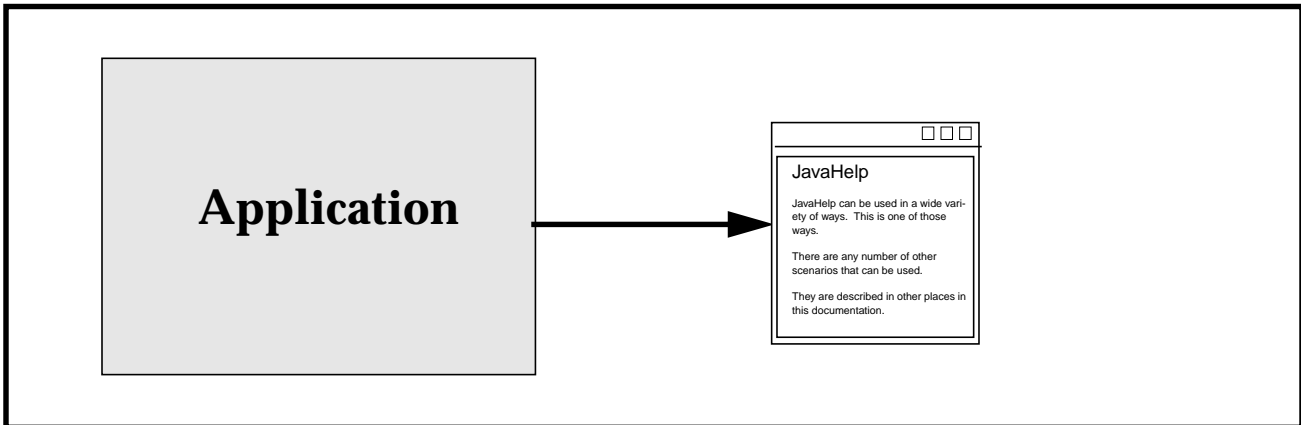 Application
JavaHelp
JavaHelp can be used in a wide vari-
ety of ways.  This is one of those
ways.
There are any number of other
scenarios that can be used.
They are described in other places in
this documentation.